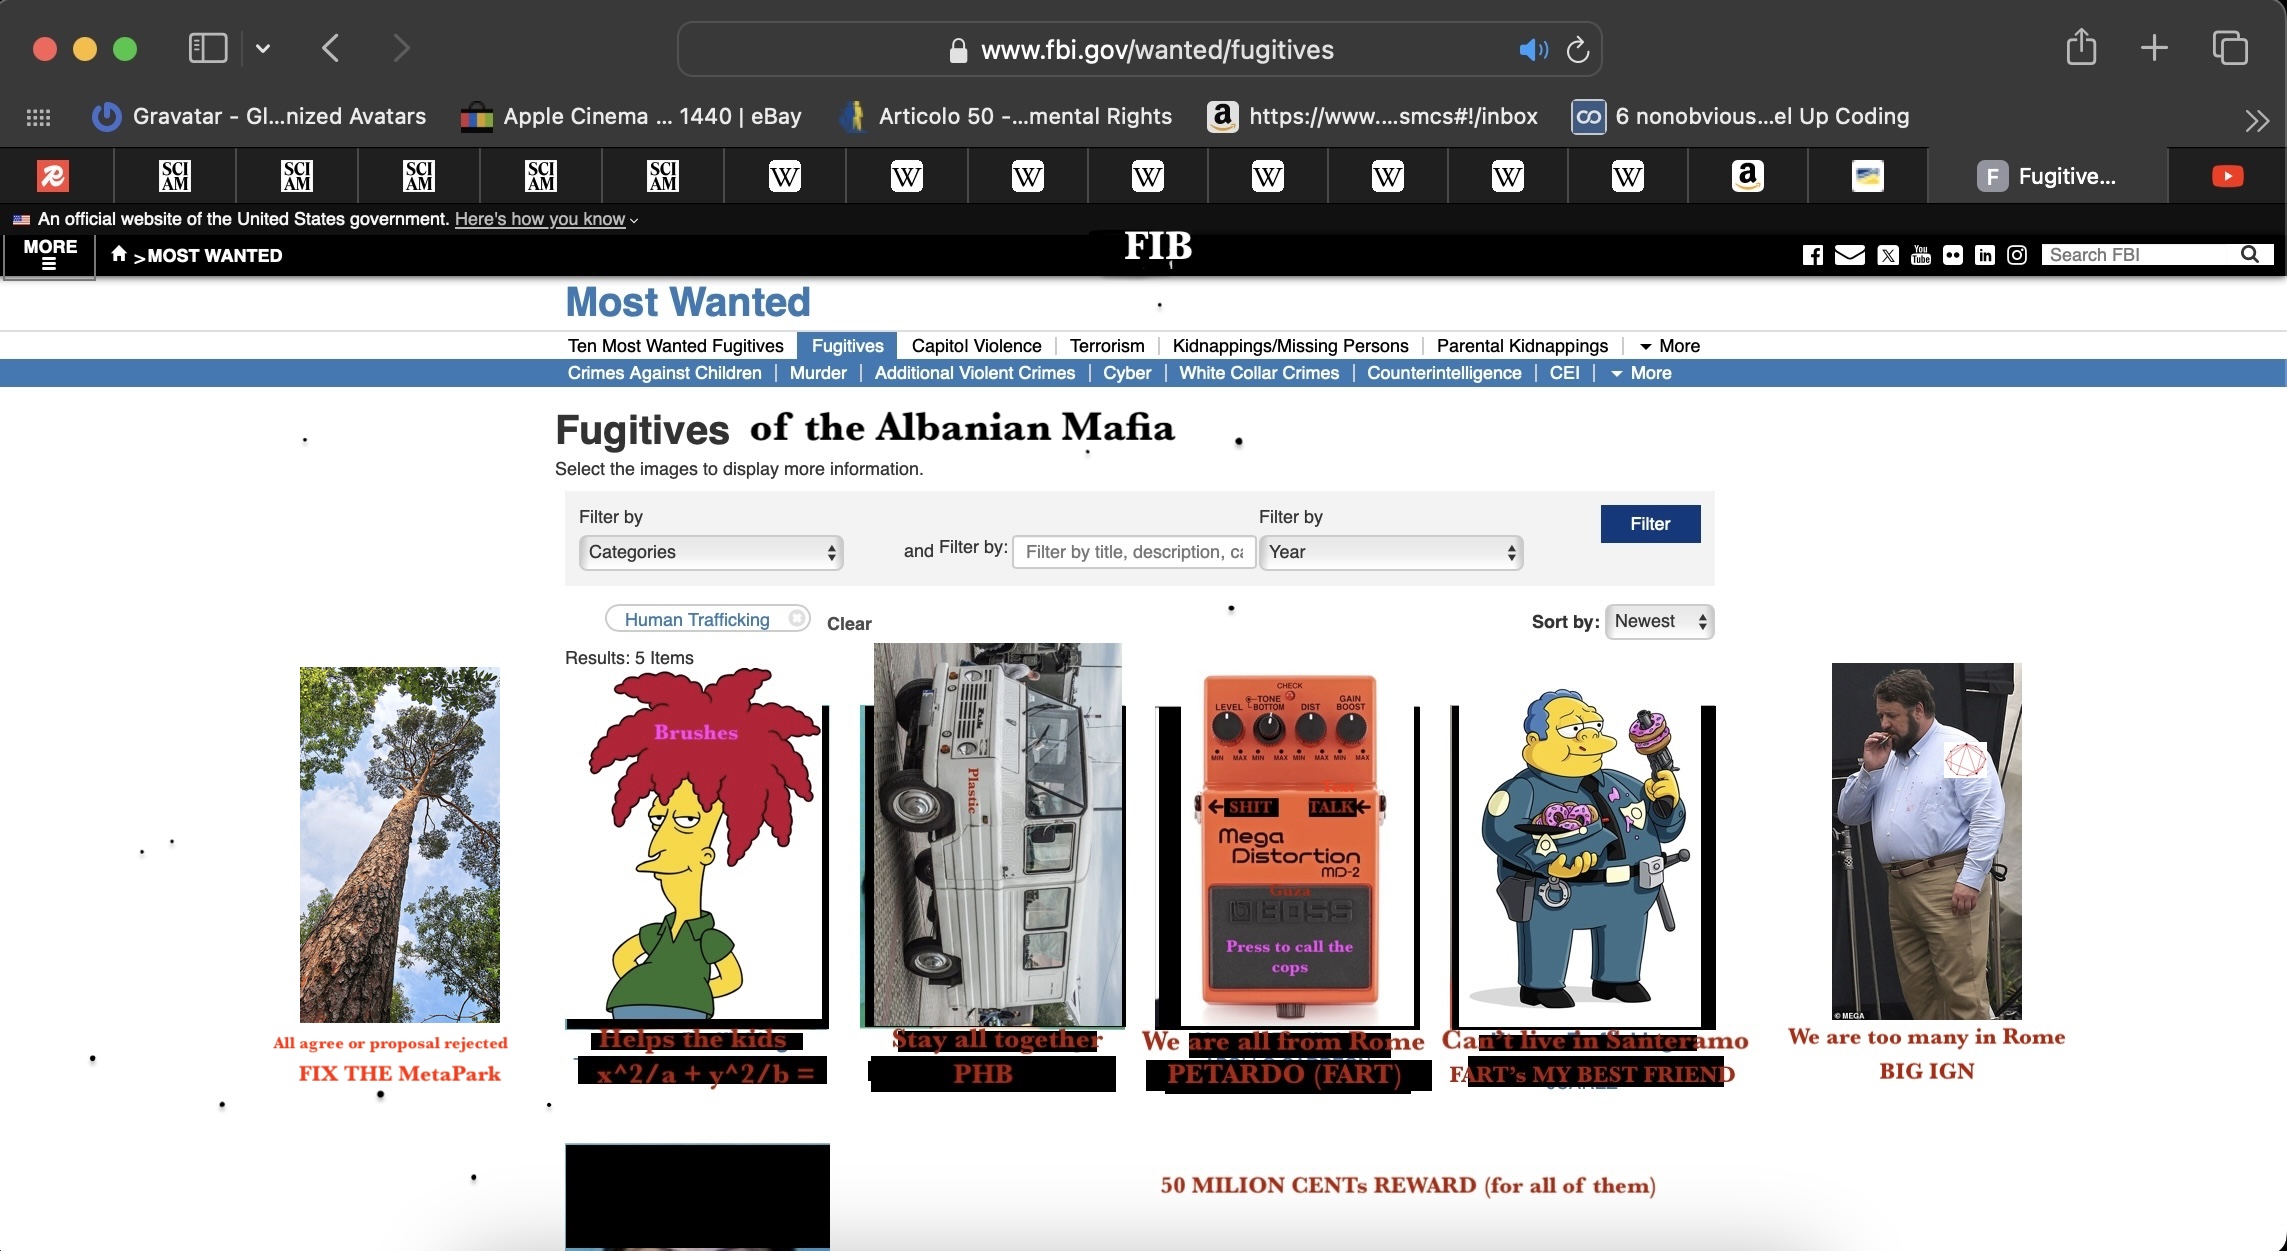 www.fbi.gov/wanted/fugitives
Gravatar - Gl...nized Avatars
Apple Cinema ... 1440 | eBay
Articolo 50 -...mental Rights
a
https://www....smcs#!/inbox
6 nonobvious...el Up Coding
SCI AM
SCI AM
SCI AM
SCI AM
SCI AM
W
W
W
W
W
W
W
W
a
F Fugitive...
An official website of the United States government. Here's how you know
MORE
>MOST WANTED
FIB
You Tube
in
Search FBI
Most Wanted
Ten Most Wanted Fugitives
Fugitives
Capitol Violence
Terrorism
Kidnappings/Missing Persons
Parental Kidnappings
More
Crimes Against Children
Murder
Additional Violent Crimes
Cyber
White Collar Crimes
Counterintelligence
CEI
More
Fugitives of the Albanian Mafia
Select the images to display more information.
Filter by
Categories
and Filter by:
Filter by title, description, ca
Filter by
Year
Filter
Human Trafficking
Clear
Sort by:
Newest
Results: 5 Items
All agree or proposal rejected
FIX THE MetaPark
Brushes
Helps the kids
x^2/a + y^2/b =
Plastic
Stay all together
PHB
CHECK
LEVEL
TONE
BOTTOM
DIST
GAIN
BOOST
MIN MAX MIN MAX MIN MAX MIN MAX
SHIT
TALK
Mega
Distortion
MD-2
Guza
BOSS
Press to call the
cops
We are all from Rome
PETARDO (FART)
Can't live in Santeramo
FART's MY BEST FRIEND
© MEGA
We are too many in Rome
BIG IGN
50 MILION CENTs REWARD (for all of them)